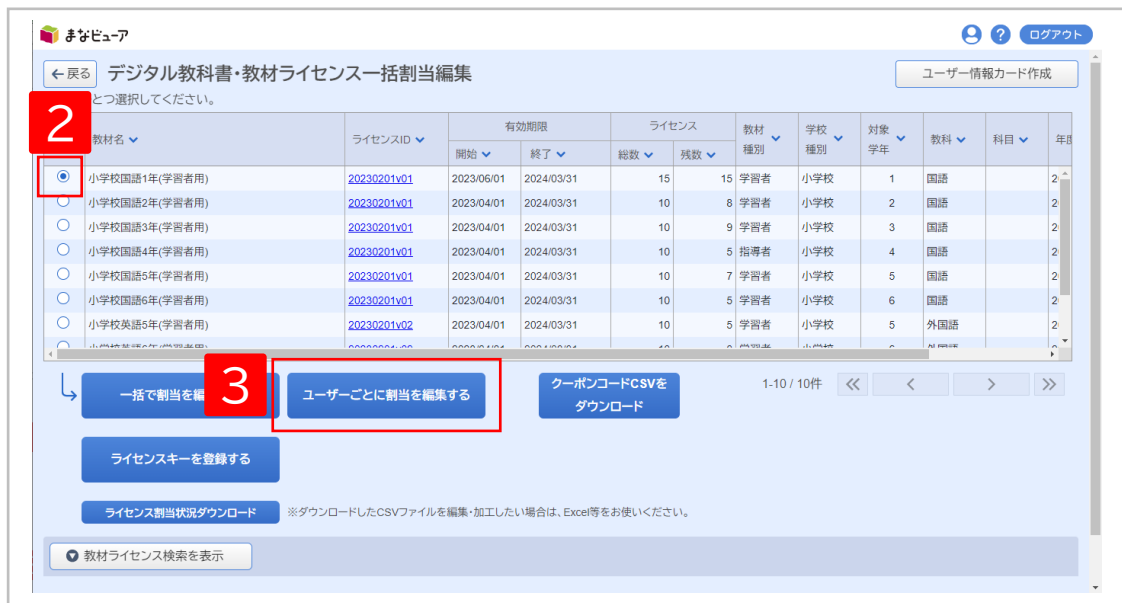 まなビューア
ログアウト
←戻る デジタル教科書・教材ライセンス一括割当編集 ユーザー情報カード作成
2 とつ選択してください。
教材名 ライセンスID 有効期限 開始 終了 ライセンス 総数 残数 教材種別 学校種別 対象学年 教科 科目
小学校国語1年(学習者用) 20230201v01 2023/06/01 2024/03/31 15 15 学習者 小学校 1 国語 2
小学校国語2年(学習者用) 20230201v01 2023/04/01 2024/03/31 10 8 学習者 小学校 2 国語 2
小学校国語3年(学習者用) 20230201v01 2023/04/01 2024/03/31 10 9 学習者 小学校 3 国語 2
小学校国語4年(学習者用) 20230201v01 2023/04/01 2024/03/31 10 5 指導者 小学校 4 国語 2
小学校国語5年(学習者用) 20230201v01 2023/04/01 2024/03/31 10 7 学習者 小学校 5 国語 2
小学校国語6年(学習者用) 20230201v01 2023/04/01 2024/03/31 10 5 学習者 小学校 6 国語 2
小学校英語5年(学習者用) 20230201v02 2023/04/01 2024/03/31 10 5 学習者 小学校 5 外国語 2
一括で割当を編 3 ユーザーごとに割当を編集する クーポンコードCSVを
ダウンロード
1-10 / 10件
ライセンスキーを登録する
ライセンス割当状況ダウンロード ※ダウンロードしたCSVファイルを編集・加工したい場合は、Excel等をお使いください。
教材ライセンス検索を表示